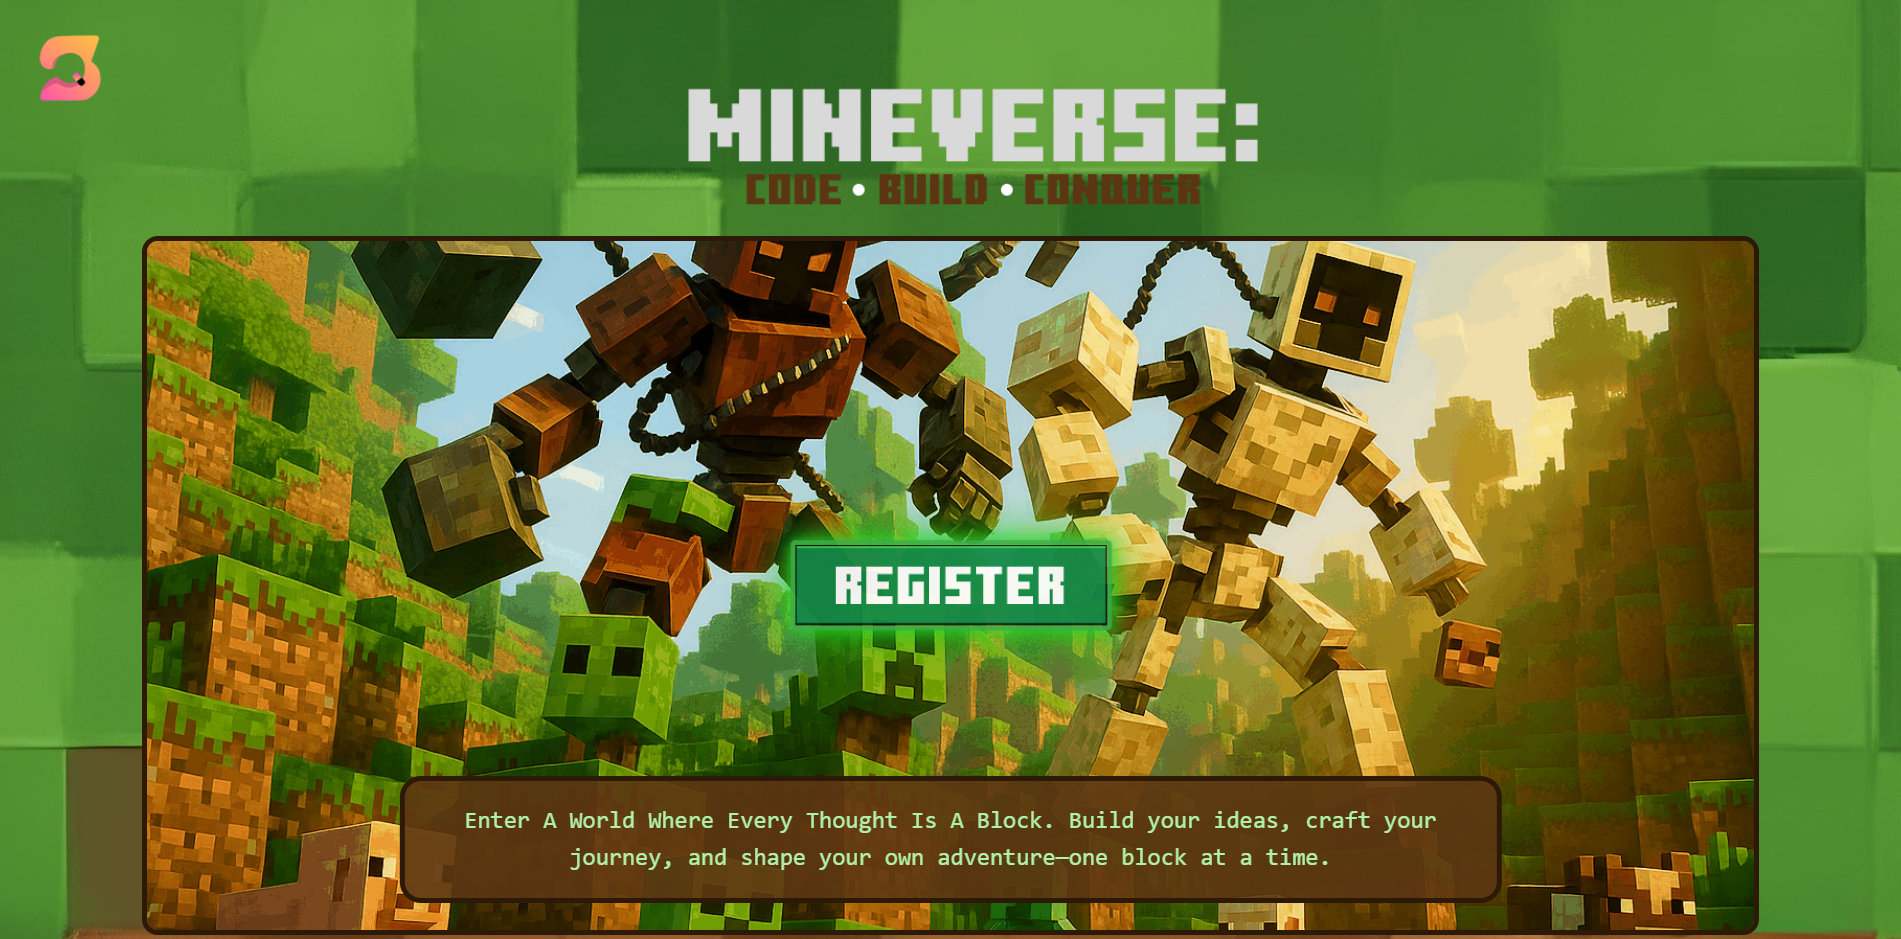 MINEVERSE:
CODE • BUILD • CONQUER
REGISTER
Enter A World Where Every Thought Is A Block. Build your ideas, craft your
journey, and shape your own adventure—one block at a time.